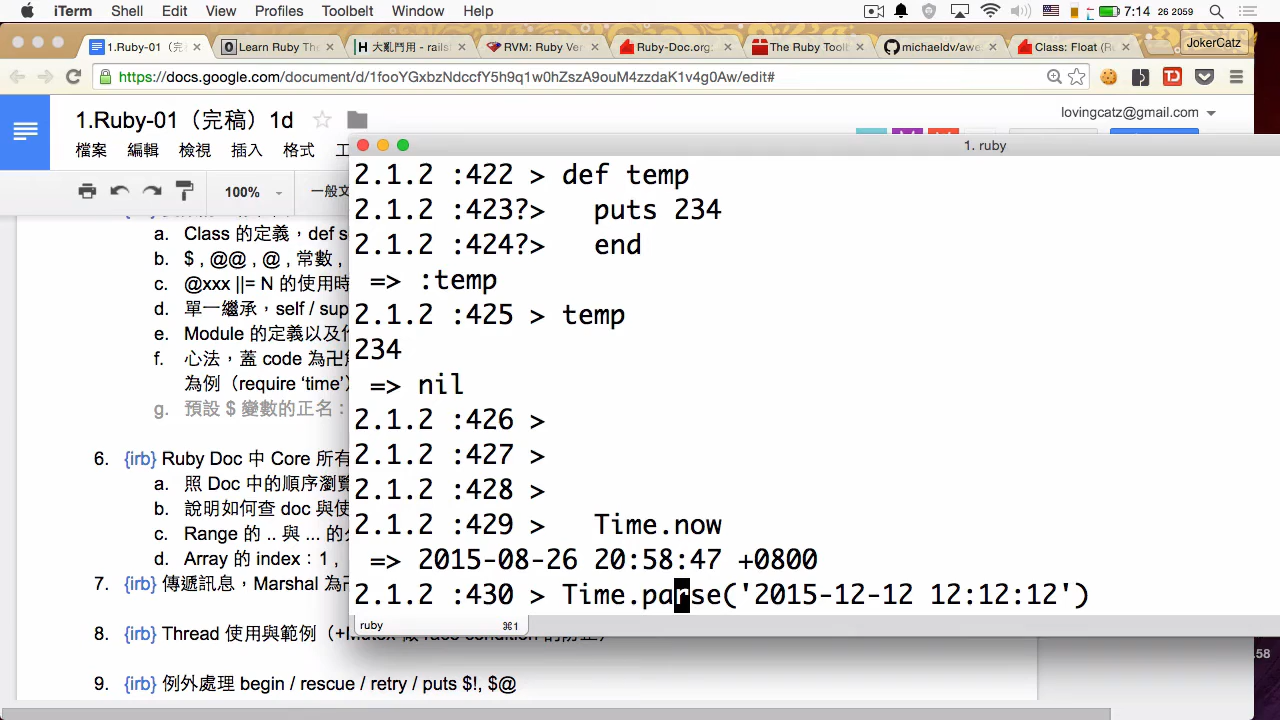 iTerm Shell Edit View Profiles Toolbelt Window Help 7:14 26 2059
1.Ruby-01（完 Learn Ruby The H 大亂鬥用 - rails RVM: Ruby Ver Ruby-Doc.org The Ruby Toolb michaeldv/awe Class: Float (Ru JokerCatz
https://docs.google.com/document/d/1fooYGxbzNdccfY5h9q1v0hZszA9ouM4zzdaK1v4g0Aw/edit#
1.Ruby-01（完稿）1d
lovingcatz@gmail.com
檔案 編輯 檢視 插入 格式
100% 一般文
a. Class 的定義，def s
b. $ , @@ , @ , 常數 ,
c. @xxx ||= N 的使用時
d. 單一繼承，self / sup
e. Module 的定義以及
f. 心法，蓋 code 為卍
為例（require ‘time’）
g. 預設 $ 變數的正名：
6. {irb} Ruby Doc 中 Core 所有
a. 照 Doc 中的順序瀏覽
b. 說明如何查 doc 與使
c. Range 的 .. 與 ... 的
d. Array 的 index：1 ,
7. {irb} 傳遞訊息，Marshal 為
8. {irb} Thread 使用與範例（+Mutex 做 race condition 的防止）
9. {irb} 例外處理 begin / rescue / retry / puts $!, $@
1. ruby
2.1.2 :422 > def temp
2.1.2 :423?>   puts 234
2.1.2 :424?>   end
=> :temp
2.1.2 :425 > temp
234
=> nil
2.1.2 :426 >
2.1.2 :427 >
2.1.2 :428 >
2.1.2 :429 >   Time.now
=> 2015-08-26 20:58:47 +0800
2.1.2 :430 > Time.parse('2015-12-12 12:12:12')
ruby ⌘1
.58